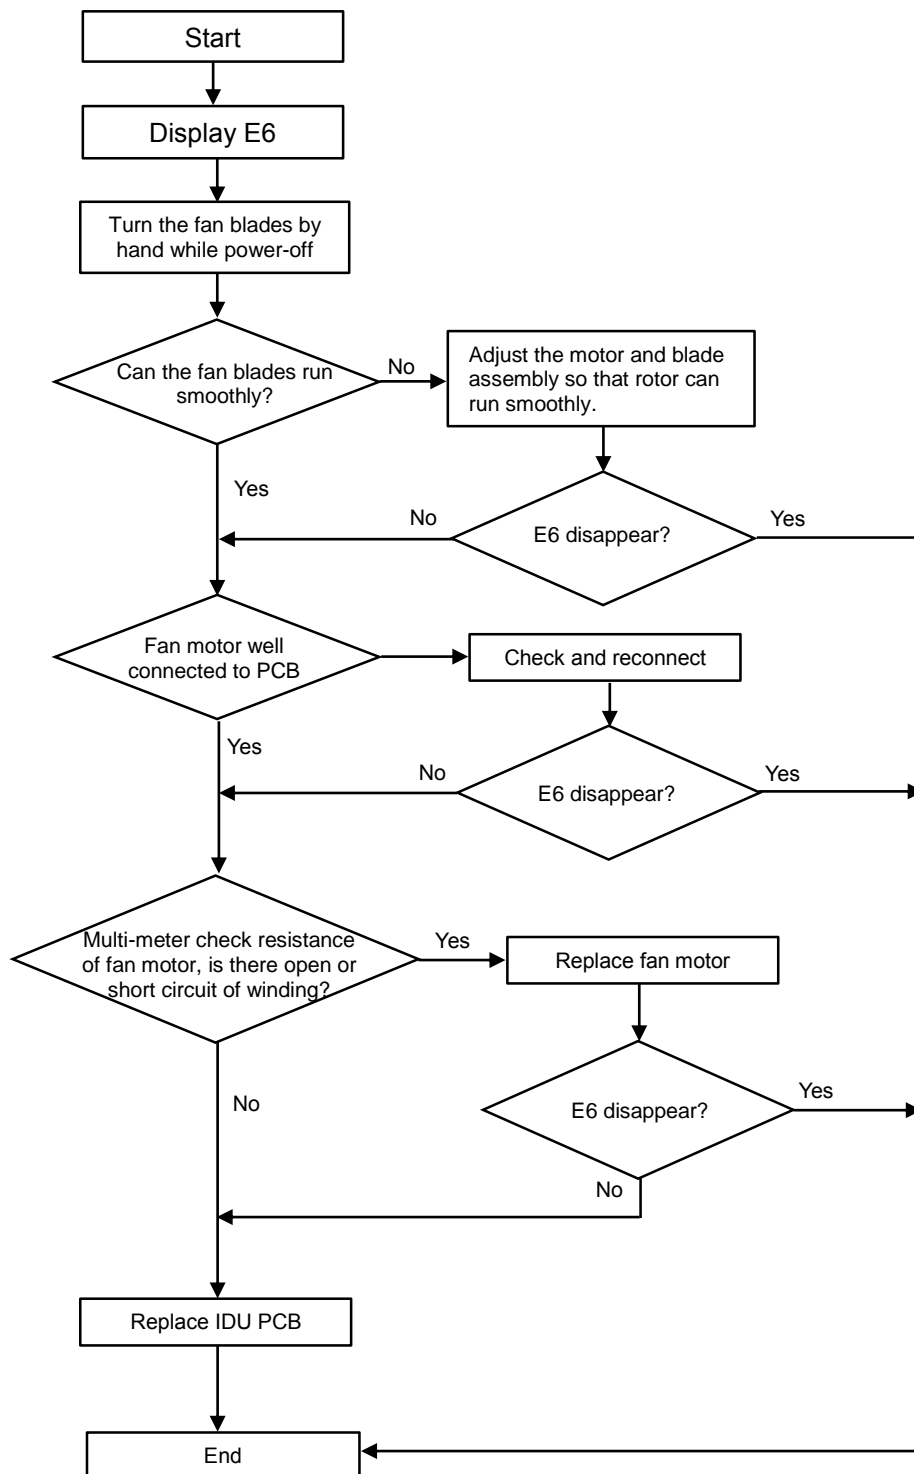 Start
Display E6
Turn the fan blades by
hand while power-off
Can the fan blades run
smoothly?
No
Adjust the motor and blade
assembly so that rotor can
run smoothly.
Yes
No
E6 disappear?
Yes
Fan motor well
connected to PCB
Check and reconnect
Yes
No
E6 disappear?
Yes
Multi-meter check resistance
of fan motor, is there open or
short circuit of winding?
Yes
Replace fan motor
No
E6 disappear?
Yes
No
Replace IDU PCB
End